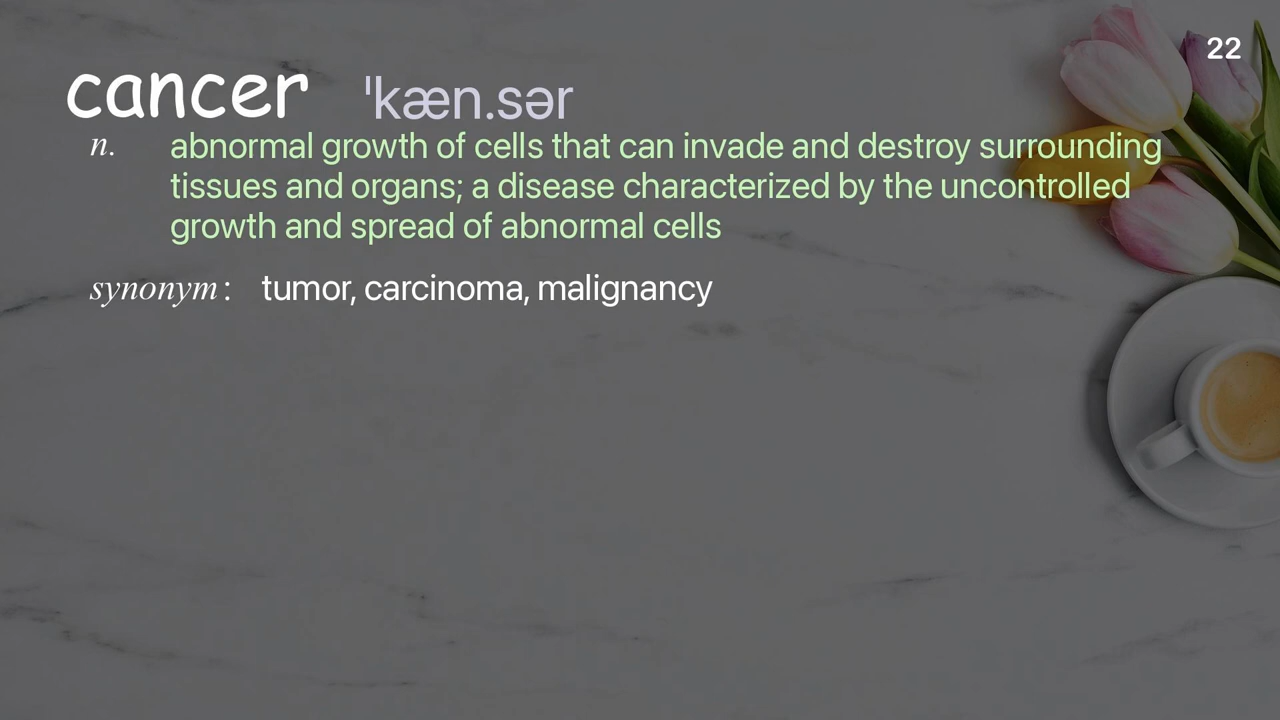 22
cancer ˈkæn.sər
n. abnormal growth of cells that can invade and destroy surrounding
tissues and organs; a disease characterized by the uncontrolled
growth and spread of abnormal cells
synonym: tumor, carcinoma, malignancy